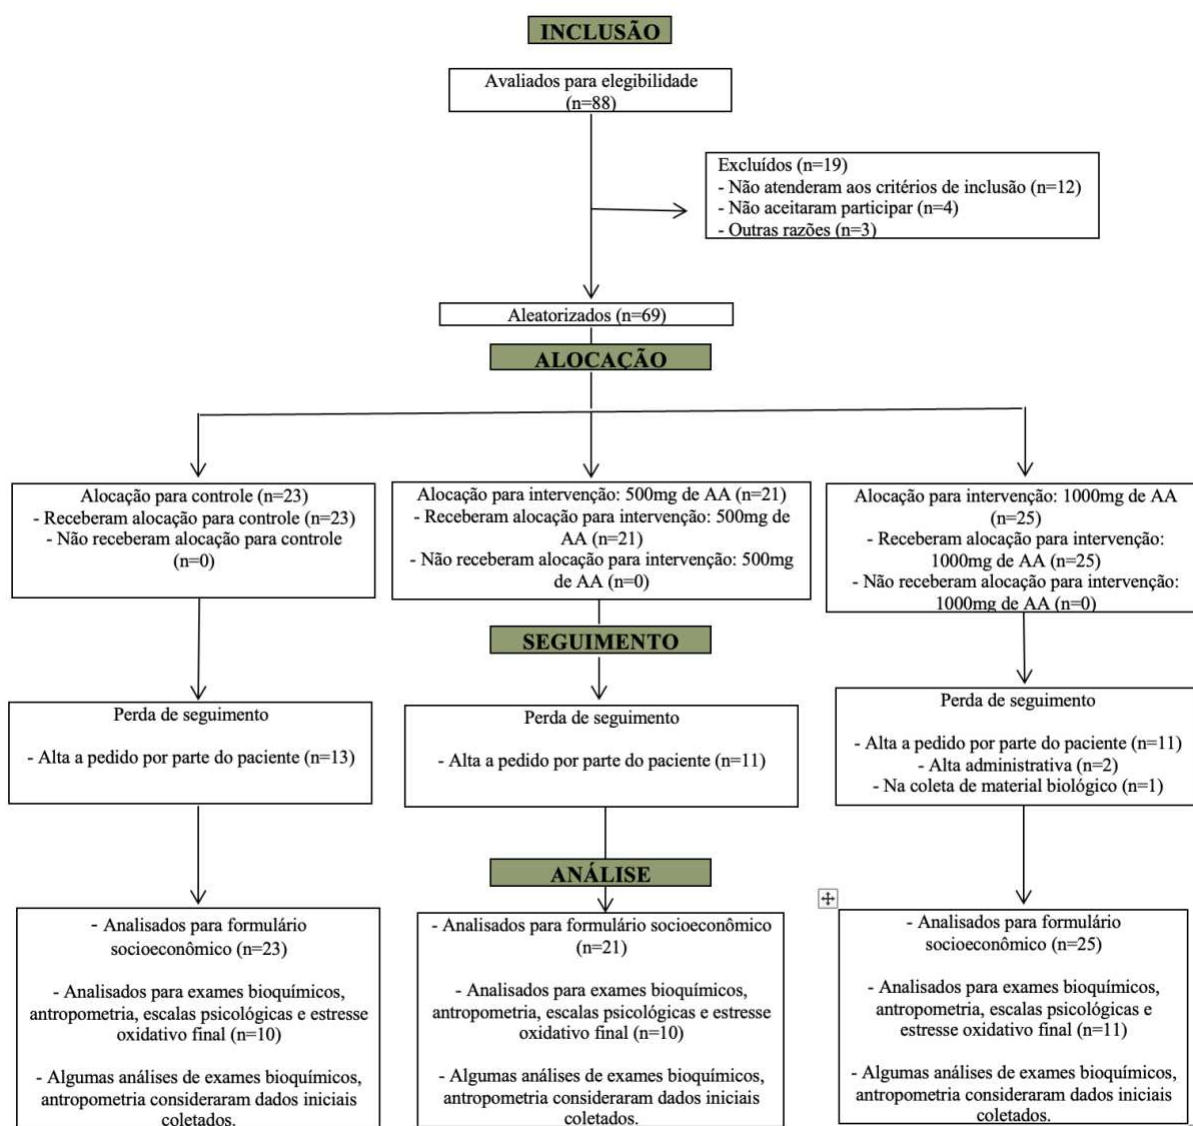 INCLUSÃO
Avaliados para elegibilidade
(n=88)
Excluídos (n=19)
- Não atenderam aos critérios de inclusão (n=12)
- Não aceitaram participar (n=4)
- Outras razões (n=3)
Aleatorizados (n=69)
ALOCAÇÃO
Alocação para controle (n=23)
- Receberam alocação para controle (n=23)
- Não receberam alocação para controle
(n=0)
Alocação para intervenção: 500mg de AA (n=21)
- Receberam alocação para intervenção: 500mg de
AA (n=21)
- Não receberam alocação para intervenção: 500mg
de AA (n=0)
Alocação para intervenção: 1000mg de AA
(n=25)
- Receberam alocação para intervenção:
1000mg de AA (n=25)
- Não receberam alocação para intervenção:
1000mg de AA (n=0)
SEGUIMENTO
Perda de seguimento
- Alta a pedido por parte do paciente (n=13)
Perda de seguimento
- Alta a pedido por parte do paciente (n=11)
Perda de seguimento
- Alta a pedido por parte do paciente (n=11)
- Alta administrativa (n=2)
- Na coleta de material biológico (n=1)
ANÁLISE
- Analisados para formulário
socioeconômico (n=23)
- Analisados para exames bioquímicos,
antropometria, escalas psicológicas e estresse
oxidativo final (n=10)
- Algumas análises de exames bioquímicos,
antropometria consideraram dados iniciais
coletados.
- Analisados para formulário socioeconômico
(n=21)
- Analisados para exames bioquímicos,
antropometria, escalas psicológicas e estresse
oxidativo final (n=10)
- Algumas análises de exames bioquímicos,
antropometria consideraram dados iniciais
coletados.
- Analisados para formulário
socioeconômico (n=25)
- Analisados para exames bioquímicos,
antropometria, escalas psicológicas e
estresse oxidativo final (n=11)
- Algumas análises de exames bioquímicos,
antropometria consideraram dados iniciais
coletados.